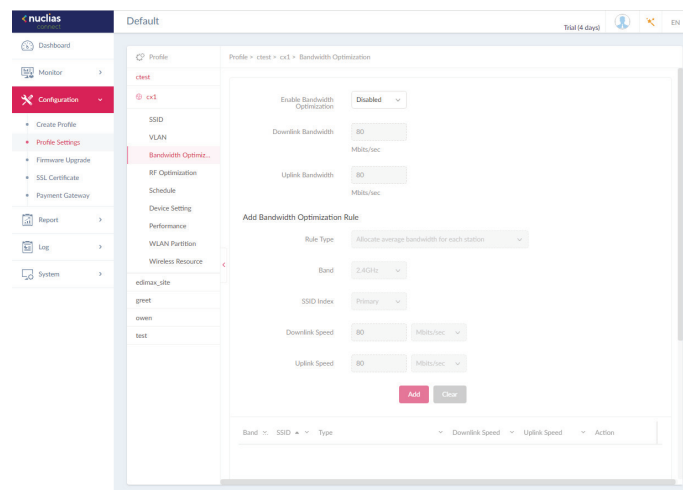 nuclias
connect
Default
Trial (4 days)
EN
Dashboard
Monitor
Configuration
Create Profile
Profile Settings
Firmware Upgrade
SSL Certificate
Payment Gateway
Report
Log
System
Profile
ctest
cx1
SSID
VLAN
Bandwidth Optimiz...
RF Optimization
Schedule
Device Setting
Performance
WLAN Partition
Wireless Resource
edimax_site
greet
owen
test
Profile > ctest > cx1 > Bandwidth Optimization
Enable Bandwidth
Optimization
Disabled
Downlink Bandwidth
80
Mbits/sec
Uplink Bandwidth
80
Mbits/sec
Add Bandwidth Optimization Rule
Rule Type
Allocate average bandwidth for each station
Band
2.4GHz
SSID Index
Primary
Downlink Speed
80
Mbits/sec
Uplink Speed
80
Mbits/sec
Add
Clear
Band SSID Type Downlink Speed Uplink Speed Action